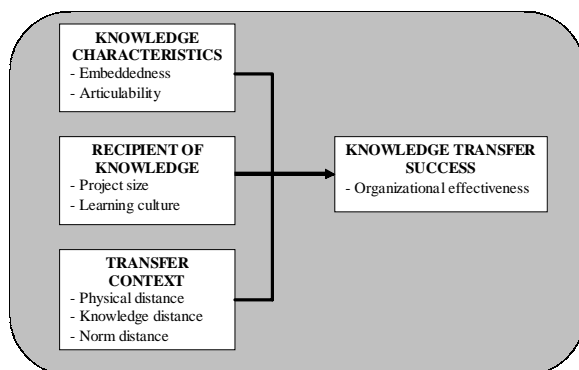 KNOWLEDGE
CHARACTERISTICS
- Embeddedness
- Articulability
RECIPIENT OF
KNOWLEDGE
- Project size
- Learning culture
TRANSFER
CONTEXT
- Physical distance
- Knowledge distance
- Norm distance
KNOWLEDGE TRANSFER
SUCCESS
- Organizational effectiveness